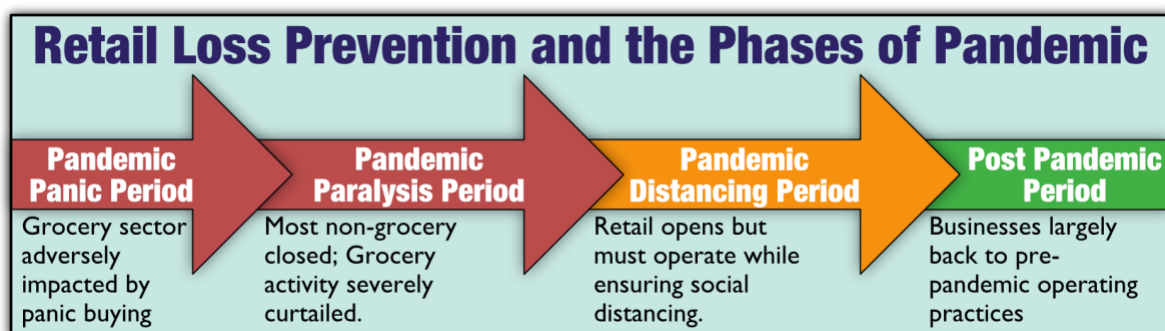 Retail Loss Prevention and the Phases of Pandemic
Pandemic
Panic Period
Grocery sector
adversely
impacted by
panic buying
Pandemic
Paralysis Period
Most non-grocery
closed; Grocery
activity severely
curtailed.
Pandemic
Distancing Period
Retail opens but
must operate while
ensuring social
distancing.
Post Pandemic
Period
Businesses largely
back to pre-
pandemic operating
practices